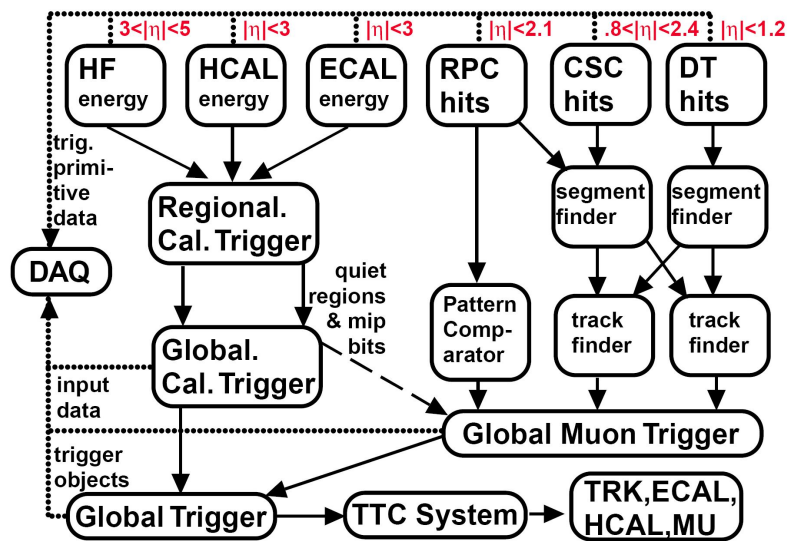 3<|η|<5
|η|<3
|η|<3
|η|<2.1
.8<|η|<2.4
|η|<1.2
HF
energy
HCAL
energy
ECAL
energy
RPC
hits
CSC
hits
DT
hits
trig.
primi-
tive
data
segment
finder
segment
finder
Regional.
Cal. Trigger
DAQ
quiet
regions
& mip
bits
Pattern
Comp-
arator
track
finder
track
finder
Global.
Cal. Trigger
input
data
Global Muon Trigger
trigger
objects
Global Trigger
TTC System
TRK,ECAL,
HCAL,MU